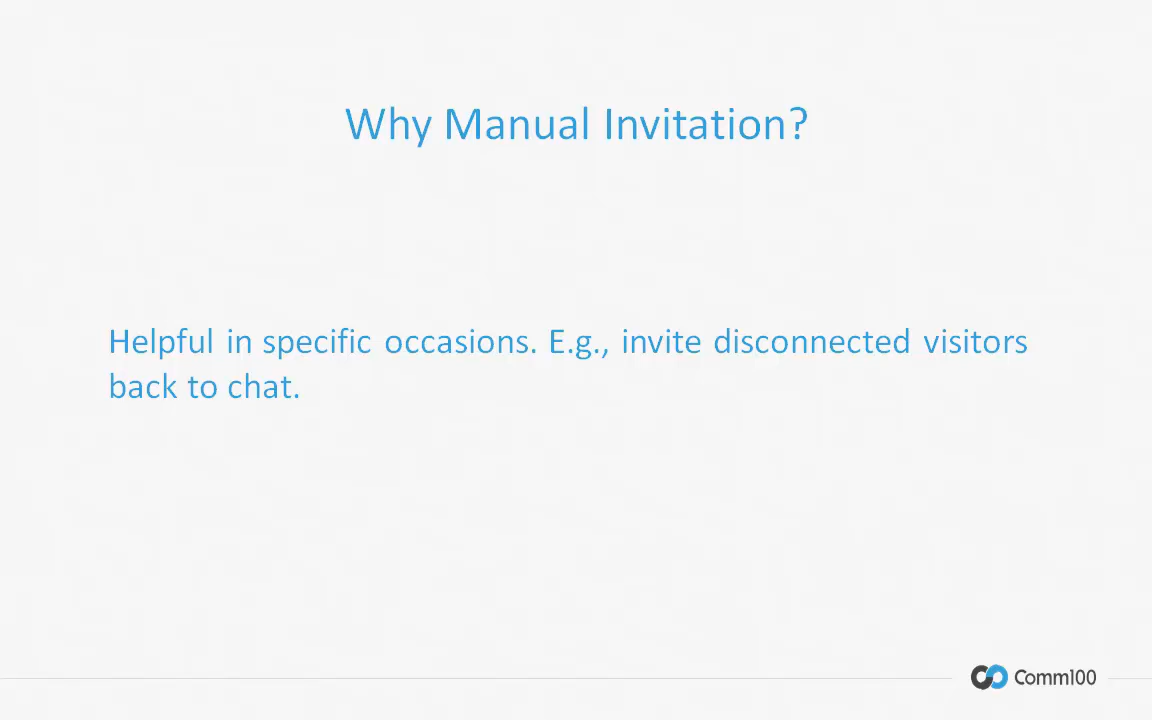 Why Manual Invitation?
Helpful in specific occasions. E.g., invite disconnected visitors
back to chat.
Comm100